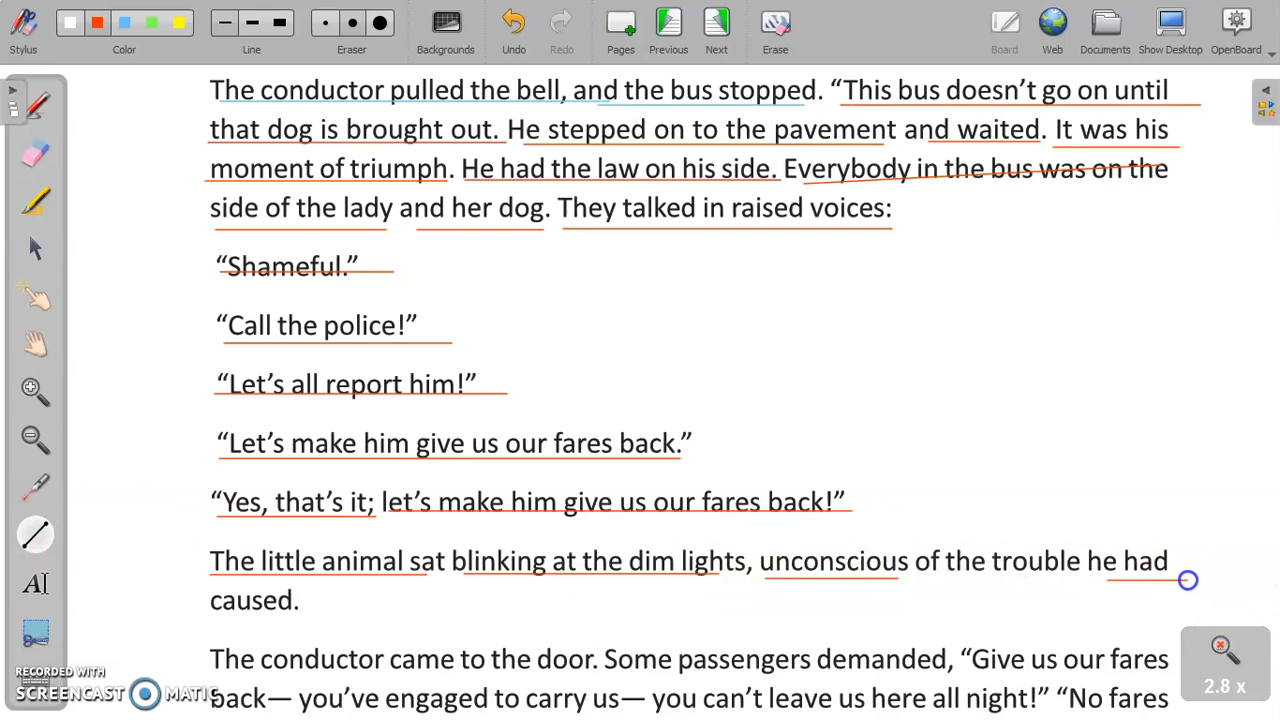 Stylus Color Line Eraser Backgrounds Undo Redo Pages Previous Next Erase Board Web Documents Show Desktop OpenBoard
The conductor pulled the bell, and the bus stopped. “This bus doesn’t go on until
that dog is brought out. He stepped on to the pavement and waited. It was his
moment of triumph. He had the law on his side. Everybody in the bus was on the
side of the lady and her dog. They talked in raised voices:
“Shameful.”
“Call the police!”
“Let’s all report him!”
“Let’s make him give us our fares back.”
“Yes, that’s it; let’s make him give us our fares back!”
The little animal sat blinking at the dim lights, unconscious of the trouble he had
caused.
The conductor came to the door. Some passengers demanded, “Give us our fares
back— you’ve engaged to carry us— you can’t leave us here all night!” “No fares
2.8 x
RECORDED WITH
SCREENCAST MATIC